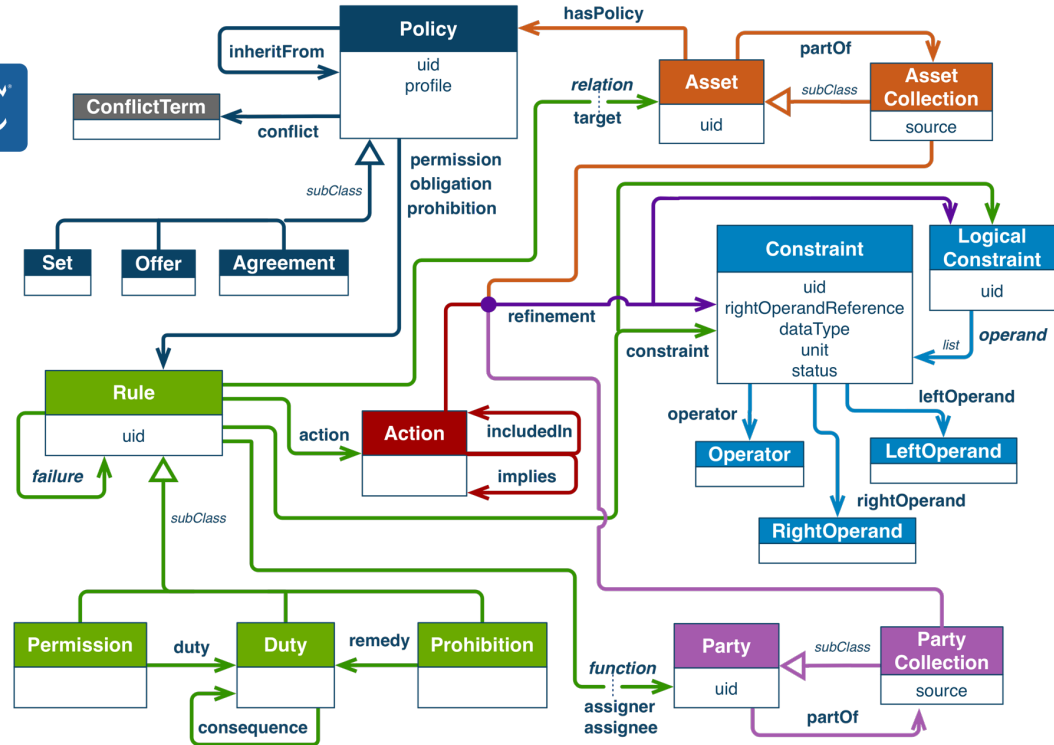 hasPolicy
Policy
inheritFrom
uid
profile
partOf
relation
target
Asset
uid
subClass
Asset
Collection
source
ConflictTerm
conflict
permission
obligation
prohibition
subClass
Set
Offer
Agreement
Constraint
uid
rightOperandReference
dataType
unit
status
Logical
Constraint
uid
refinement
constraint
list
operand
Rule
uid
failure
action
Action
includedIn
implies
operator
leftOperand
Operator
LeftOperand
rightOperand
RightOperand
subClass
Permission
duty
Duty
remedy
Prohibition
consequence
function
assigner
assignee
Party
uid
subClass
Party
Collection
source
partOf